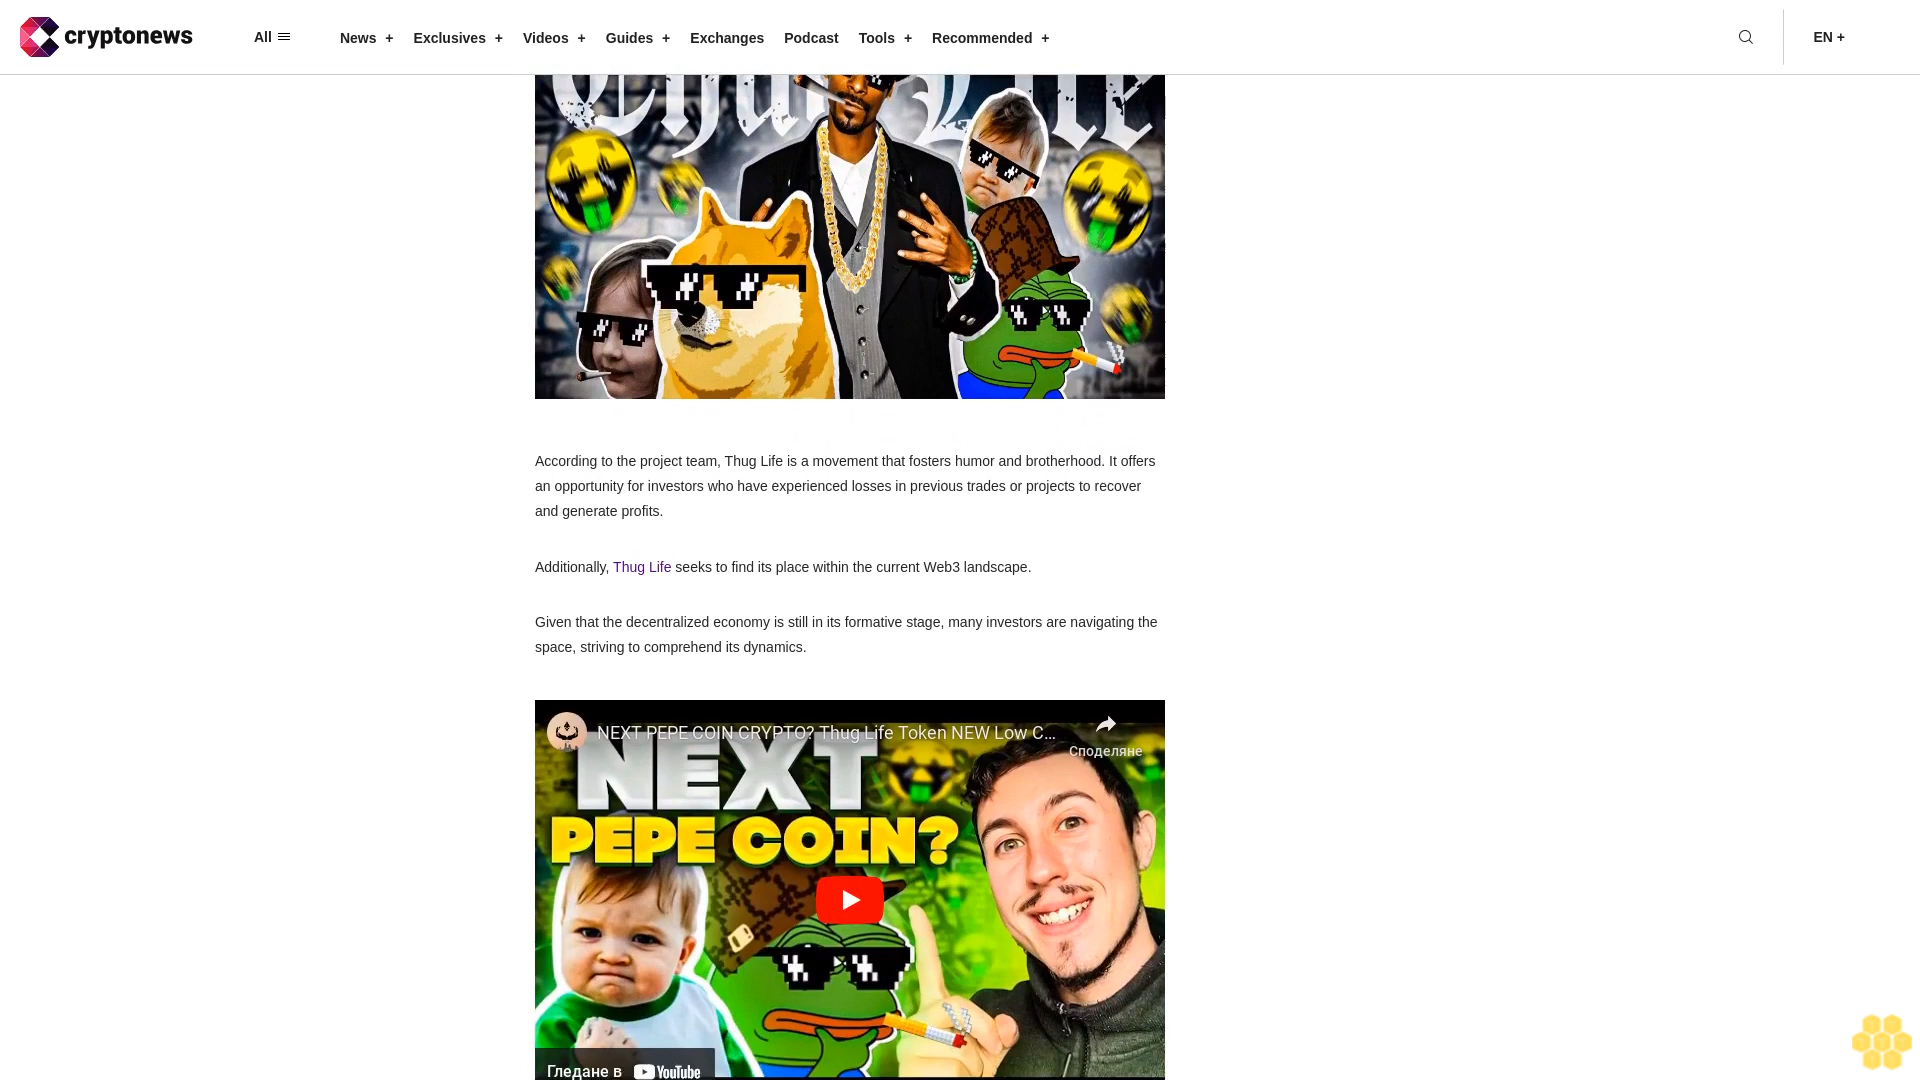 cryptonews
All
News + Exclusives + Videos + Guides + Exchanges Podcast Tools + Recommended +
EN +
Thug Life
According to the project team, Thug Life is a movement that fosters humor and brotherhood. It offers
an opportunity for investors who have experienced losses in previous trades or projects to recover
and generate profits.
Additionally, Thug Life seeks to find its place within the current Web3 landscape.
Given that the decentralized economy is still in its formative stage, many investors are navigating the
space, striving to comprehend its dynamics.
NEXT PEPE COIN CRYPTO? Thug Life Token NEW Low C...
Споделяне
NEXT
PEPE COIN?
Гледане в YouTube